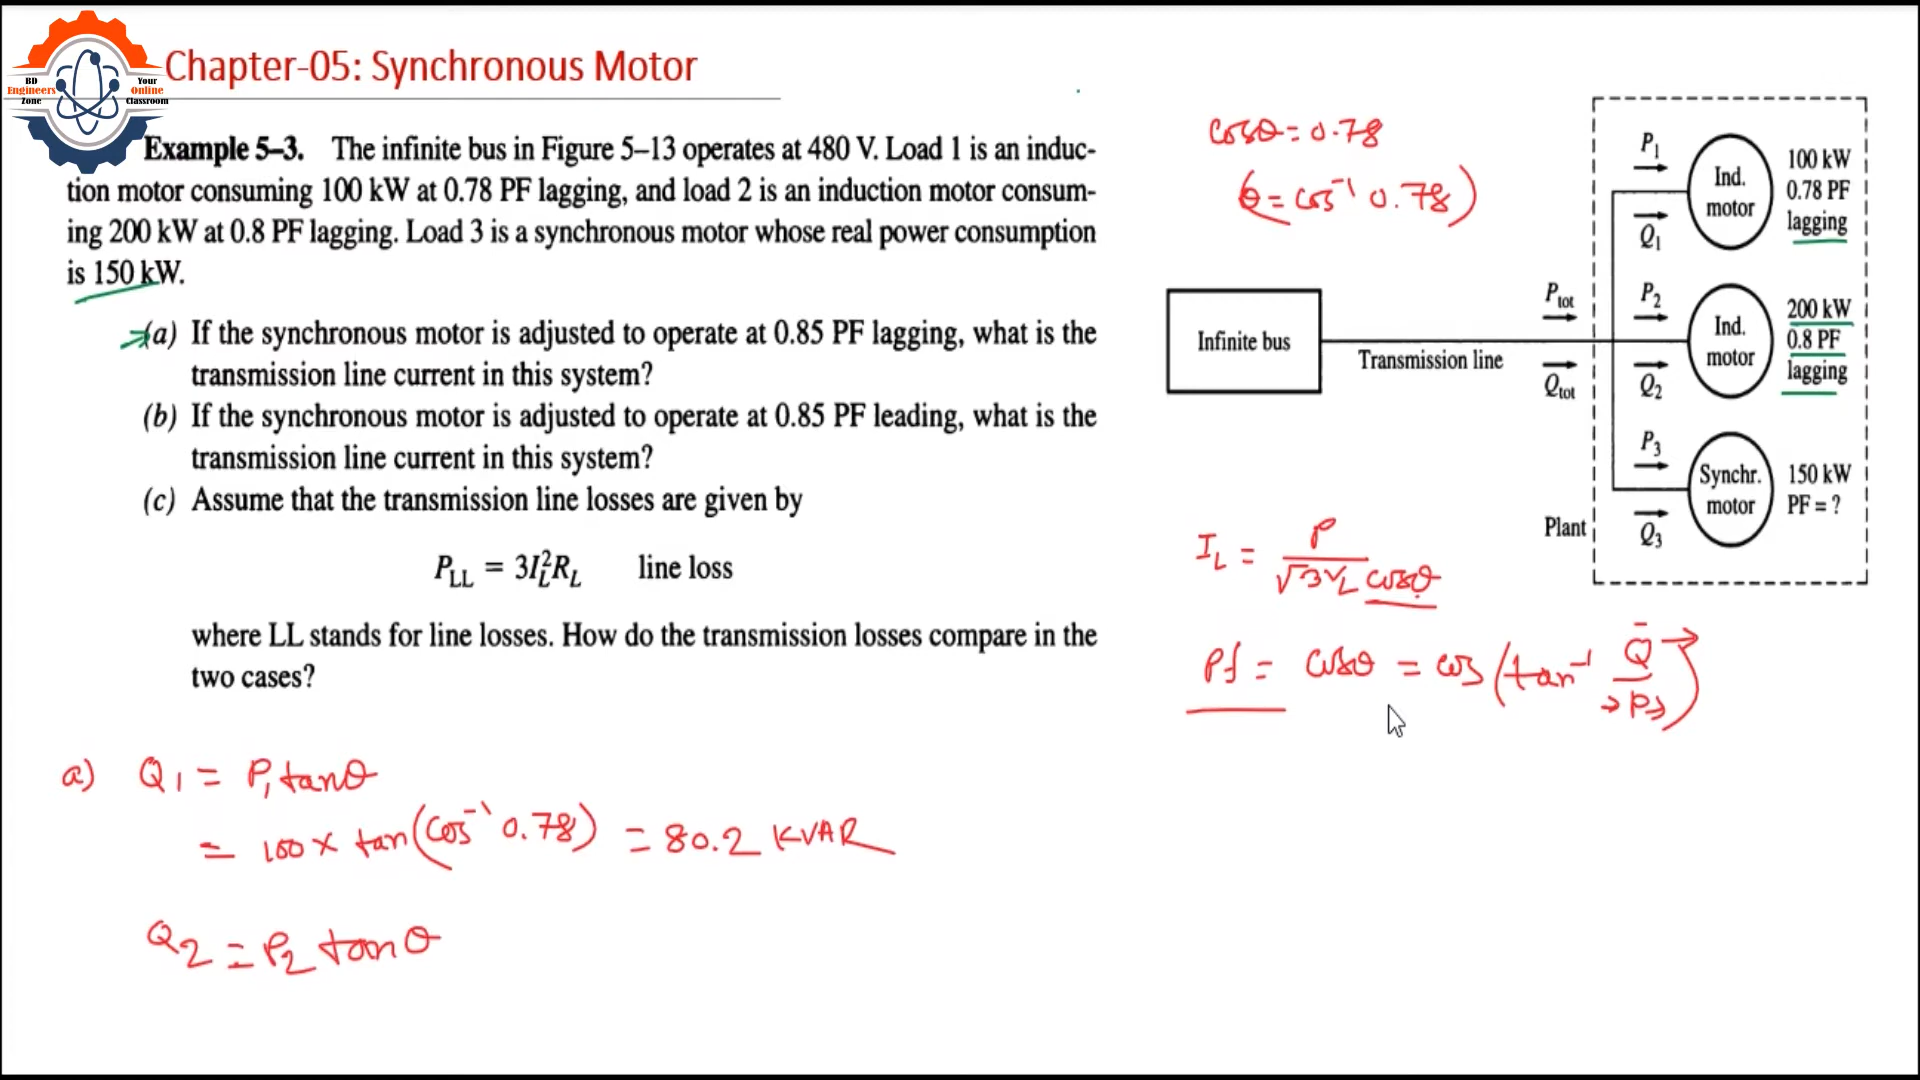 BD
Engineers
Zone
Your
Online
Classroom
Chapter-05: Synchronous Motor
Example 5–3. The infinite bus in Figure 5–13 operates at 480 V. Load 1 is an induc-
tion motor consuming 100 kW at 0.78 PF lagging, and load 2 is an induction motor consum-
ing 200 kW at 0.8 PF lagging. Load 3 is a synchronous motor whose real power consumption
is 150 kW.
(a) If the synchronous motor is adjusted to operate at 0.85 PF lagging, what is the
transmission line current in this system?
(b) If the synchronous motor is adjusted to operate at 0.85 PF leading, what is the
transmission line current in this system?
(c) Assume that the transmission line losses are given by
P_LL = 3I_L²R_L line loss
where LL stands for line losses. How do the transmission losses compare in the
two cases?
a) Q1 = P1 tanθ
= 100 × tan(cos⁻¹ 0.78) = 80.2 KVAR
Q2 = P2 tanθ
cosθ = 0.78
(θ = cos⁻¹ 0.78)
Infinite bus
Transmission line
P_tot
Q_tot
P1
Q1
Ind.
motor
100 kW
0.78 PF
lagging
P2
Q2
Ind.
motor
200 kW
0.8 PF
lagging
P3
Q3
Synchr.
motor
150 kW
PF = ?
Plant
I_L = P / √3 V_L cosθ
Pf = cosθ = cos(tan⁻¹ Q/P)